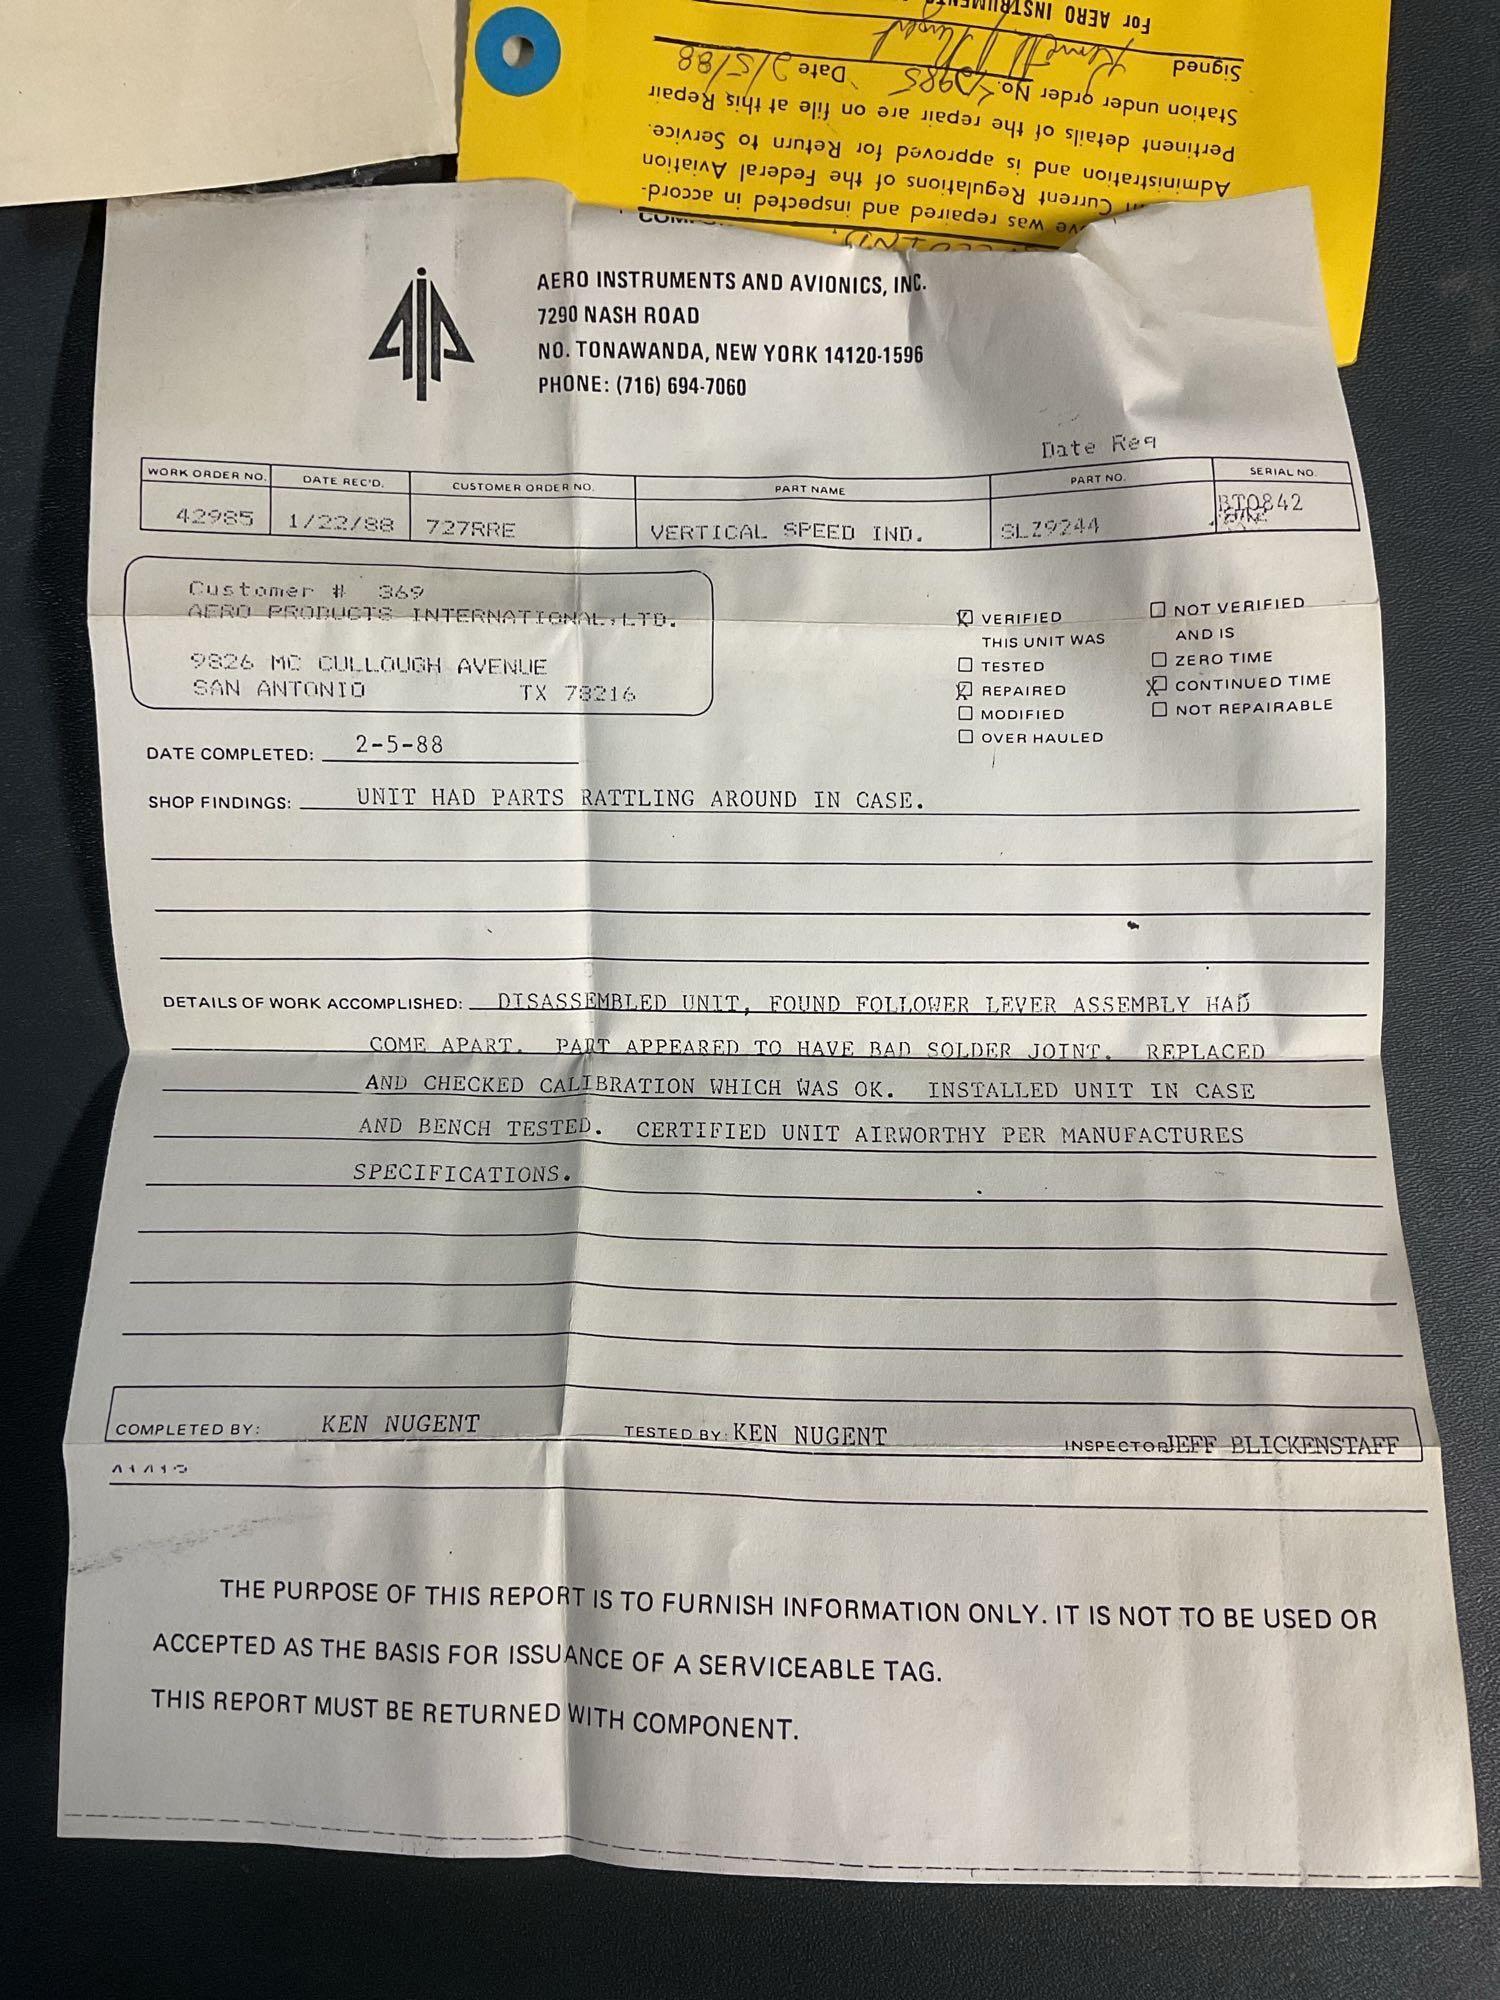 For AERO INSTRUMENTS
Signed
Station under order No. 42985 Date 2/5/88
Pertinent details of the repair are on file at this Repair
Administration and is approved for Return to Service.
Current Regulations of the Federal Aviation
was repaired and inspected in accord-
AERO INSTRUMENTS AND AVIONICS, INC.
7290 NASH ROAD
NO. TONAWANDA, NEW YORK 14120-1596
PHONE: (716) 694-7060
Date Req
WORK ORDER NO. DATE REC'D. CUSTOMER ORDER NO. PART NAME PART NO. SERIAL NO.
42985 1/22/88 727RRE VERTICAL SPEED IND. SLZ9244 BT0842
Customer # 369
AERO PRODUCTS INTERNATIONAL,LTD.
9826 MC CULLOUGH AVENUE
SAN ANTONIO TX 78216
VERIFIED NOT VERIFIED
THIS UNIT WAS AND IS
TESTED ZERO TIME
REPAIRED CONTINUED TIME
MODIFIED NOT REPAIRABLE
OVER HAULED
DATE COMPLETED: 2-5-88
SHOP FINDINGS: UNIT HAD PARTS RATTLING AROUND IN CASE.
DETAILS OF WORK ACCOMPLISHED: DISASSEMBLED UNIT, FOUND FOLLOWER LEVER ASSEMBLY HAD
COME APART. PART APPEARED TO HAVE BAD SOLDER JOINT. REPLACED
AND CHECKED CALIBRATION WHICH WAS OK. INSTALLED UNIT IN CASE
AND BENCH TESTED. CERTIFIED UNIT AIRWORTHY PER MANUFACTURES
SPECIFICATIONS.
COMPLETED BY: KEN NUGENT TESTED BY: KEN NUGENT INSPECTOR JEFF BLICKENSTAFF
THE PURPOSE OF THIS REPORT IS TO FURNISH INFORMATION ONLY. IT IS NOT TO BE USED OR
ACCEPTED AS THE BASIS FOR ISSUANCE OF A SERVICEABLE TAG.
THIS REPORT MUST BE RETURNED WITH COMPONENT.